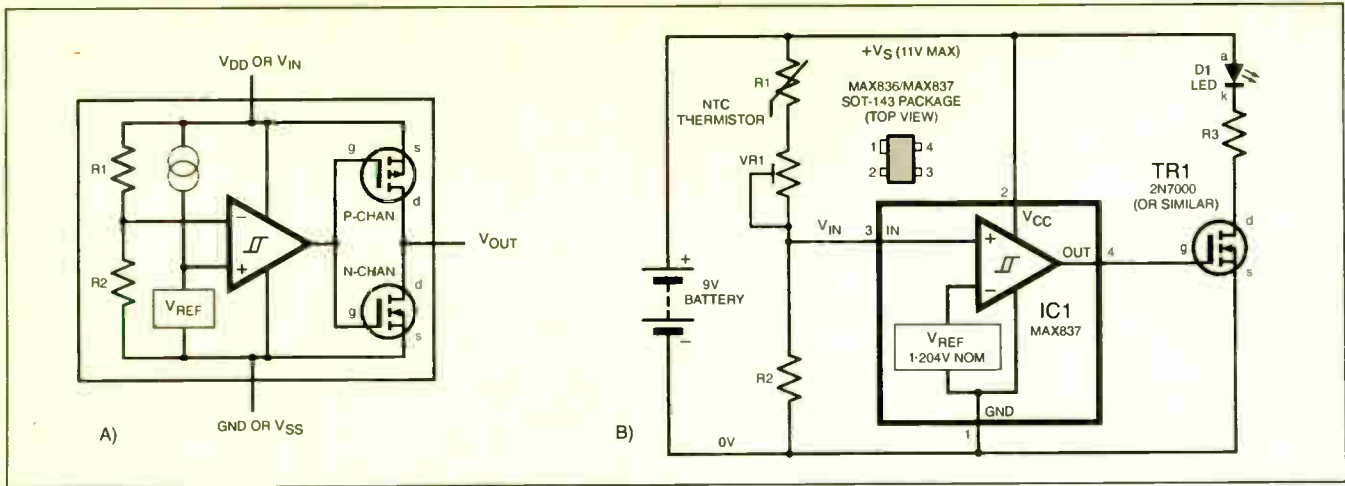 VDD OR VIN
R1
R2
VREF
g
s
P-CHAN
d
N-CHAN
d
g
s
VOUT
GND OR VSS
A)
+VS (11V MAX)
R1
NTC
THERMISTOR
MAX836/MAX837
SOT-143 PACKAGE
(TOP VIEW)
1
4
2
3
VR1
a
D1
LED
k
R3
TR1
2N7000
(OR SIMILAR)
d
g
s
2
VCC
VIN
3
IN
+
−
OUT
4
+
9V
BATTERY
−
IC1
MAX837
VREF
1·204V NOM
R2
GND
1
0V
B)
−
+